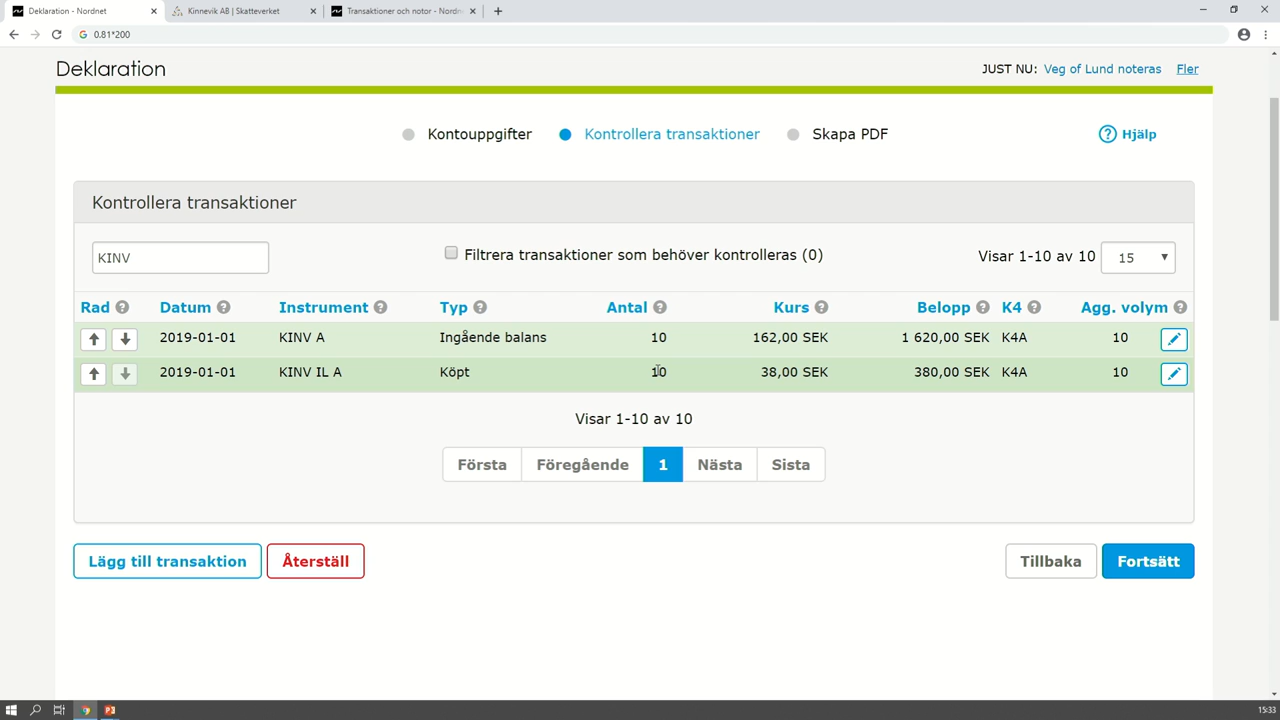 Deklaration - Nordnet
Kinnevik AB | Skatteverket
Transaktioner och notor - Nordn
0.81*200
Deklaration
JUST NU: Veg of Lund noteras Fler
Kontouppgifter Kontrollera transaktioner Skapa PDF
? Hjälp
Kontrollera transaktioner
KINV
Filtrera transaktioner som behöver kontrolleras (0)
Visar 1-10 av 10 15
Rad ? Datum ? Instrument ? Typ ? Antal ? Kurs ? Belopp ? K4 ? Agg. volym ?
2019-01-01 KINV A Ingående balans 10 162,00 SEK 1 620,00 SEK K4A 10
2019-01-01 KINV IL A Köpt 10 38,00 SEK 380,00 SEK K4A 10
Visar 1-10 av 10
Första Föregående 1 Nästa Sista
Lägg till transaktion Återställ Tillbaka Fortsätt
15:33